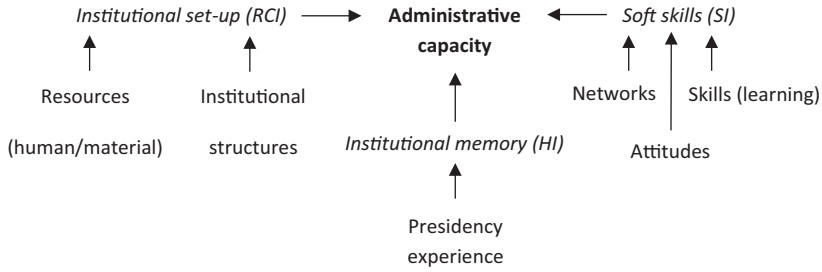 Institutional set-up (RCI)
Administrative
capacity
Soft skills (SI)
Resources
(human/material)
Institutional
structures
Institutional memory (HI)
Presidency
experience
Networks
Skills (learning)
Attitudes